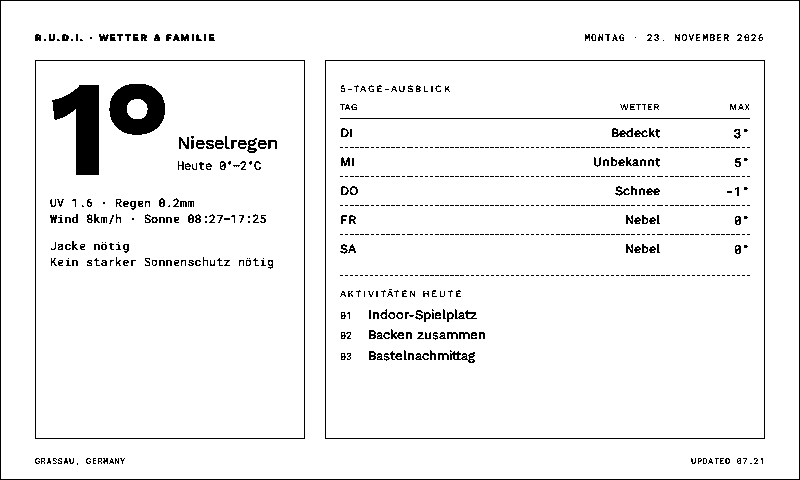 R.U.D.I. · WETTER & FAMILIE
MONTAG · 23. NOVEMBER 2026
1°
Nieselregen
Heute 0°–2°C
UV 1.6 · Regen 0.2mm
Wind 8km/h · Sonne 08:27–17:25
Jacke nötig
Kein starker Sonnenschutz nötig
5-TAGE-AUSBLICK
TAG WETTER MAX
DI Bedeckt 3°
MI Unbekannt 5°
DO Schnee -1°
FR Nebel 0°
SA Nebel 0°
AKTIVITÄTEN HEUTE
01 Indoor-Spielplatz
02 Backen zusammen
03 Bastelnachmittag
GRASSAU, GERMANY
UPDATED 07.21